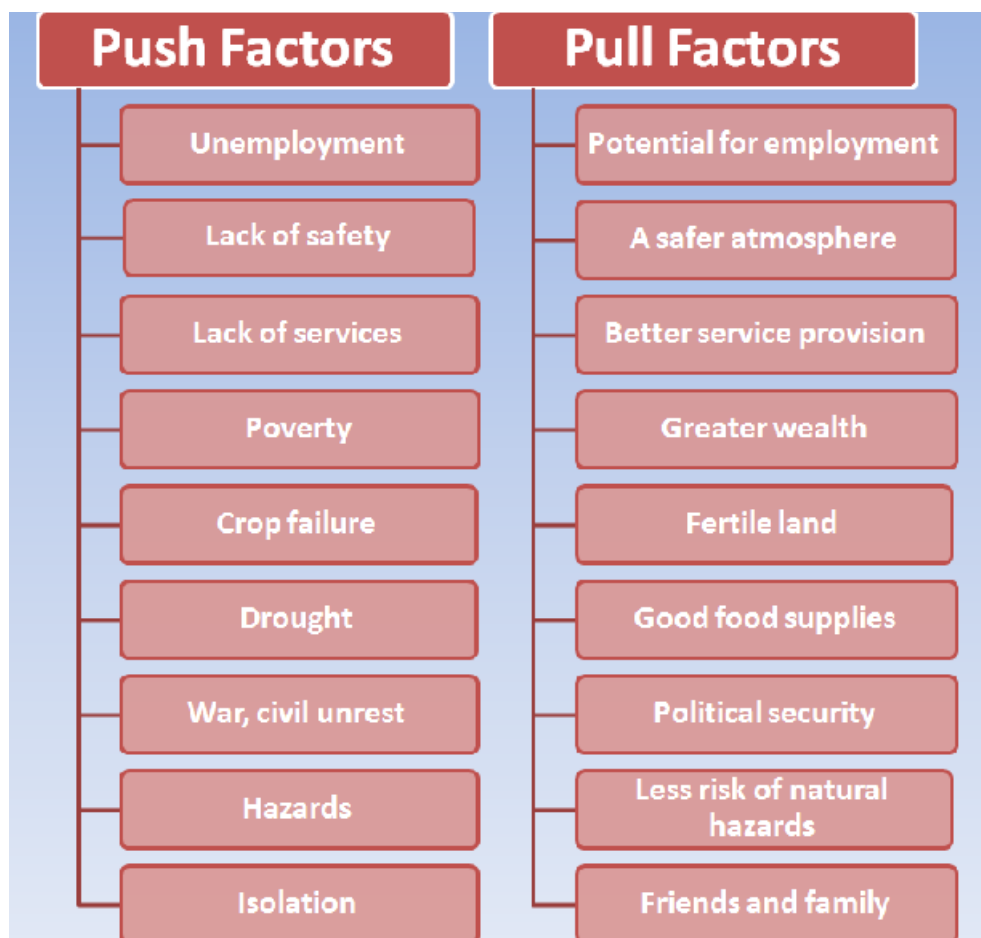 Push Factors
Unemployment
Lack of safety
Lack of services
Poverty
Crop failure
Drought
War, civil unrest
Hazards
Isolation
Pull Factors
Potential for employment
A safer atmosphere
Better service provision
Greater wealth
Fertile land
Good food supplies
Political security
Less risk of natural
hazards
Friends and family